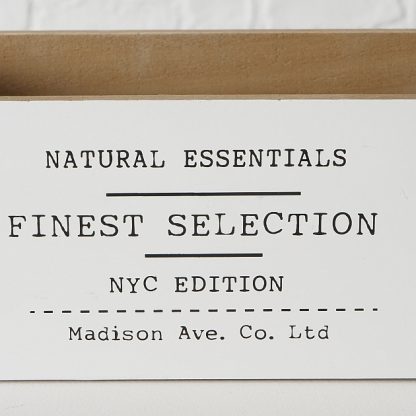 NATURAL ESSENTIALS
FINEST SELECTION
NYC EDITION
Madison Ave. Co. Ltd